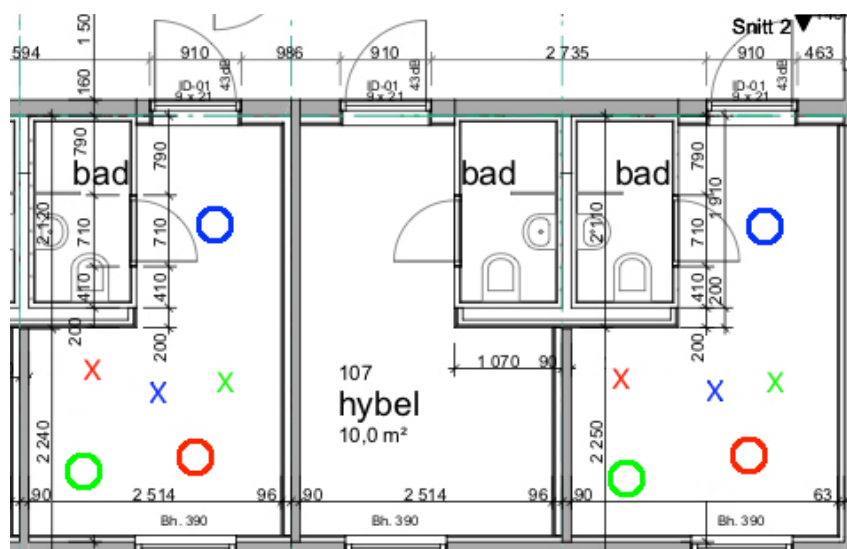 Snitt 2
1 50
594
910
986
910
2 735
910
463
160
43dB
43dB
43dB
ID-01
9 x 21
ID-01
9 x 21
ID-01
9 x 21
790
790
790
bad
bad
bad
1 910
2 120
2 110
710
710
710
410
410
410
200
200
200
200
X
X
X
1 070
90
X
X
X
107
hybel
10,0 m²
2 240
2 250
90
2 514
96
90
2 514
96
90
63
Bh. 390
Bh. 390
Bh. 390